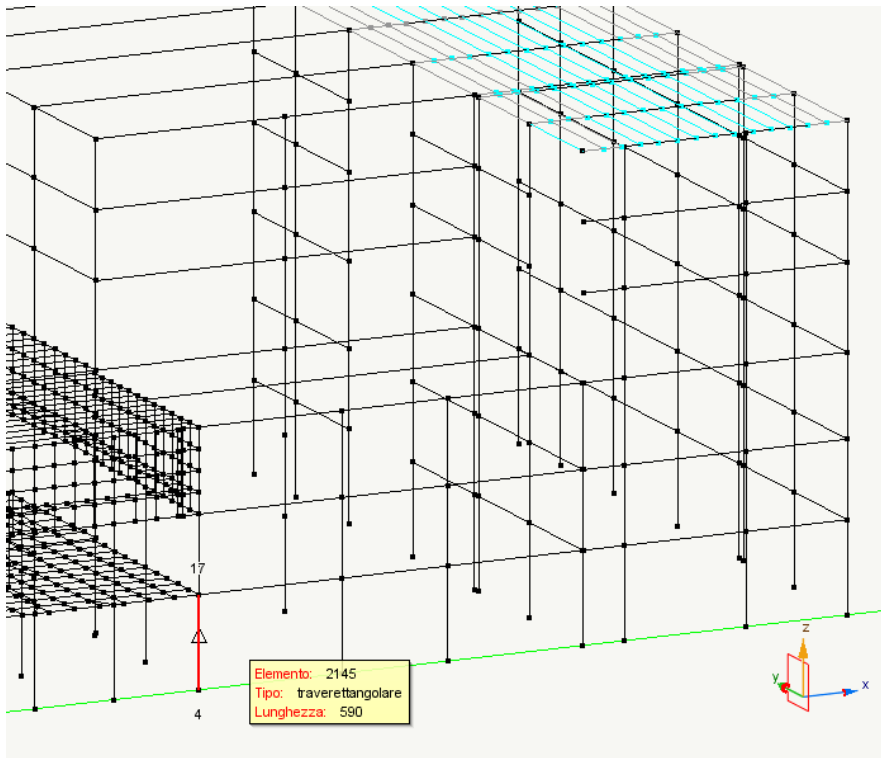 17
Elemento: 2145
Tipo: traverettangolare
Lunghezza: 590
4
z
y
x